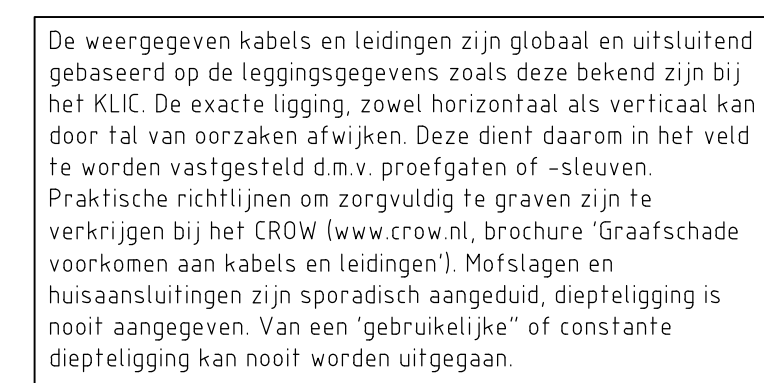 De weergegeven kabels en leidingen zijn globaal en uitsluitend
gebaseerd op de leggingsgegevens zoals deze bekend zijn bij
het KLIC. De exacte ligging, zowel horizontaal als verticaal kan
door tal van oorzaken afwijken. Deze dient daarom in het veld
te worden vastgesteld d.m.v. proefgaten of -sleuven.
Praktische richtlijnen om zorgvuldig te graven zijn te
verkrijgen bij het CROW (www.crow.nl, brochure 'Graafschade
voorkomen aan kabels en leidingen'). Mofslagen en
huisaansluitingen zijn sporadisch aangeduid, diepteligging is
nooit aangegeven. Van een 'gebruikelijke" of constante
diepteligging kan nooit worden uitgegaan.